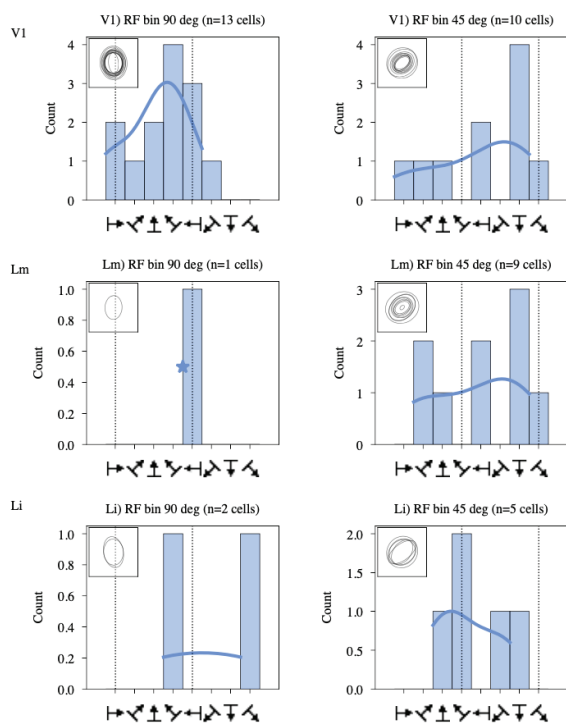 V1
V1) RF bin 90 deg (n=13 cells)
4
3
2
1
0
Count
V1) RF bin 45 deg (n=10 cells)
4
3
2
1
0
Count
Lm
Lm) RF bin 90 deg (n=1 cells)
1.0
0.8
0.6
0.4
0.2
0.0
Count
Lm) RF bin 45 deg (n=9 cells)
3
2
1
0
Count
Li
Li) RF bin 90 deg (n=2 cells)
1.0
0.8
0.6
0.4
0.2
0.0
Count
Li) RF bin 45 deg (n=5 cells)
2.0
1.5
1.0
0.5
0.0
Count